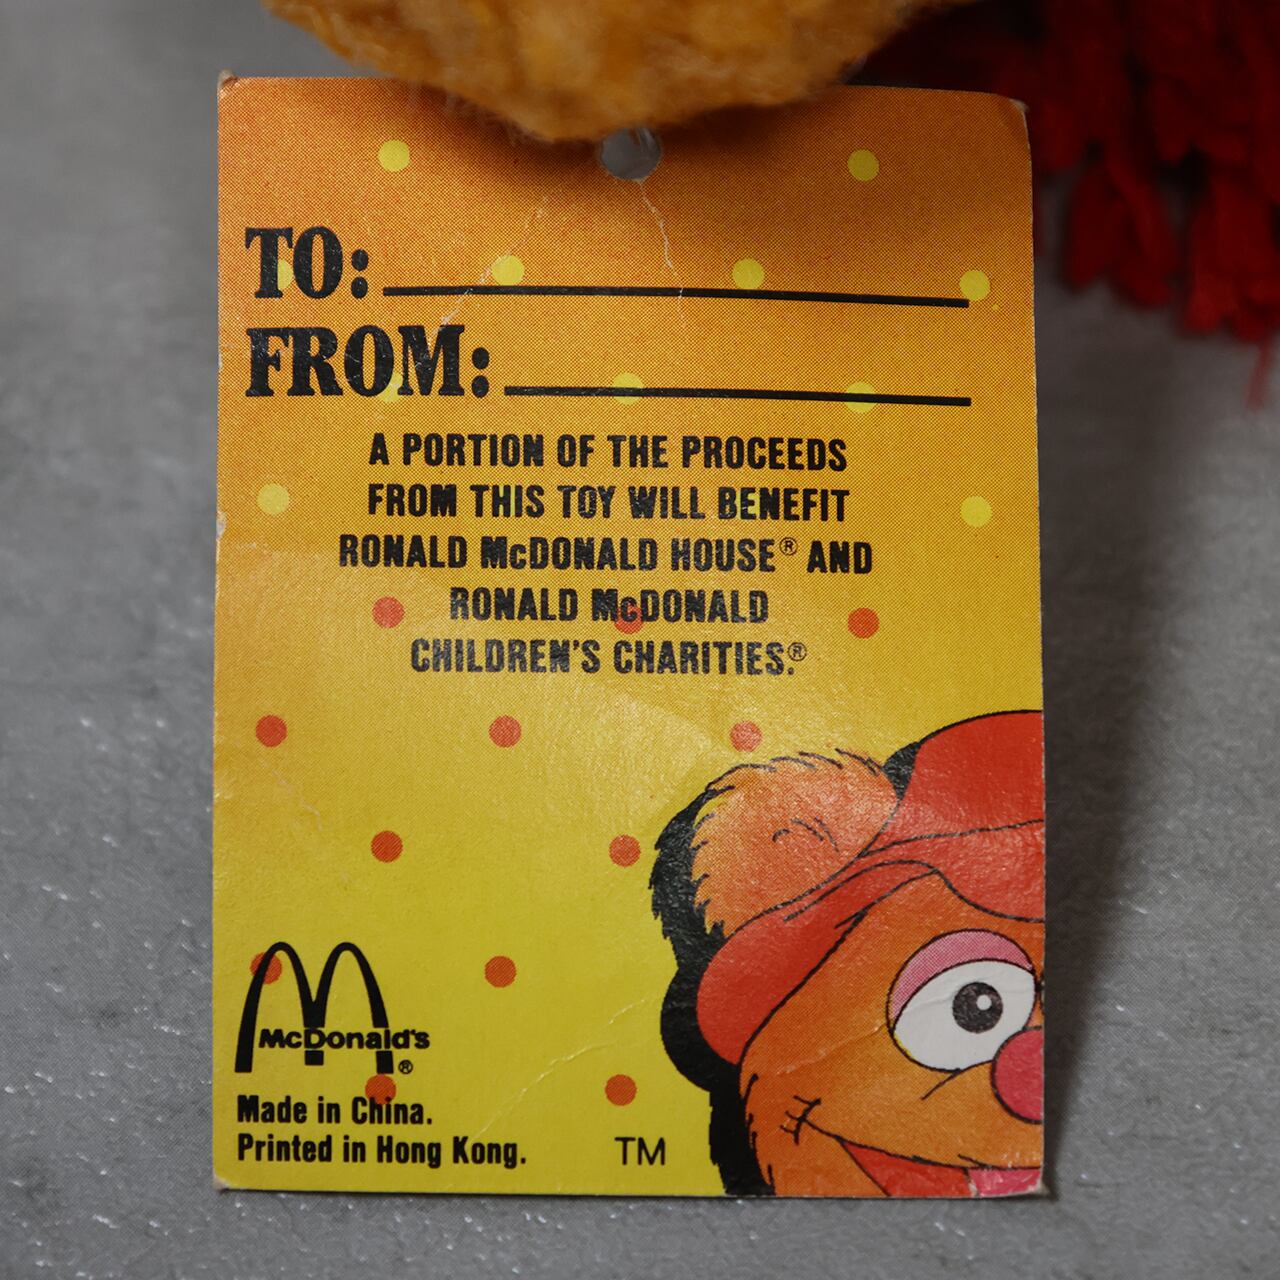 TO:
FROM:
A PORTION OF THE PROCEEDS
FROM THIS TOY WILL BENEFIT
RONALD McDONALD HOUSE® AND
RONALD McDONALD
CHILDREN'S CHARITIES.®
McDonald's
®
Made in China.
Printed in Hong Kong.
TM